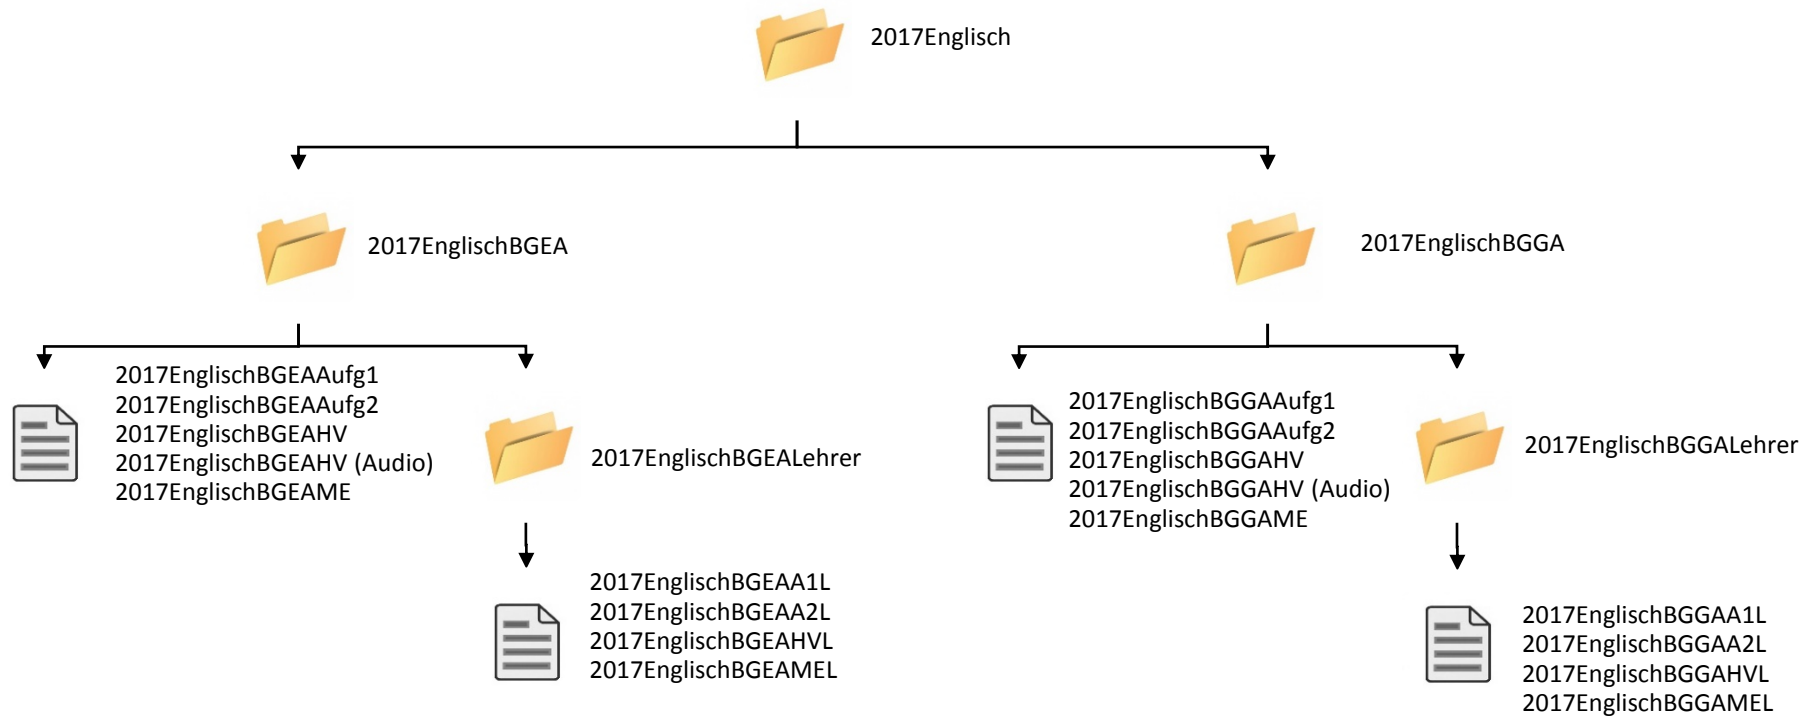 2017Englisch
2017EnglischBGEA
2017EnglischBGGA
2017EnglischBGEAAufg1
2017EnglischBGEAAufg2
2017EnglischBGEAHV
2017EnglischBGEAHV (Audio)
2017EnglischBGEAME
2017EnglischBGEALehrer
2017EnglischBGEAA1L
2017EnglischBGEAA2L
2017EnglischBGEAHVL
2017EnglischBGEAMEL
2017EnglischBGGAAufg1
2017EnglischBGGAAufg2
2017EnglischBGGAHV
2017EnglischBGGAHV (Audio)
2017EnglischBGGAME
2017EnglischBGGALehrer
2017EnglischBGGAA1L
2017EnglischBGGAA2L
2017EnglischBGGAHVL
2017EnglischBGGAMEL